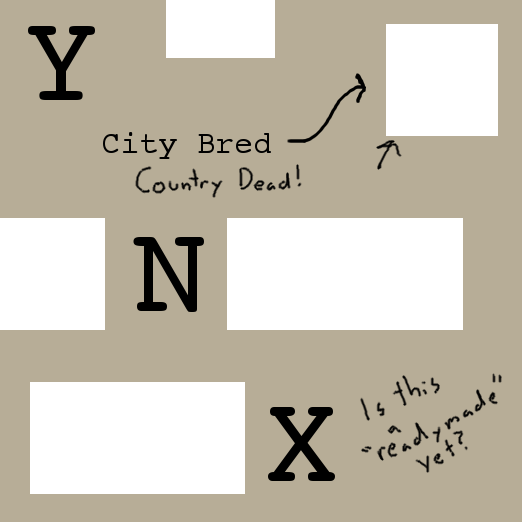 Y
City Bred
Country Dead!
N
X
Is this
a
"readymade"
yet?